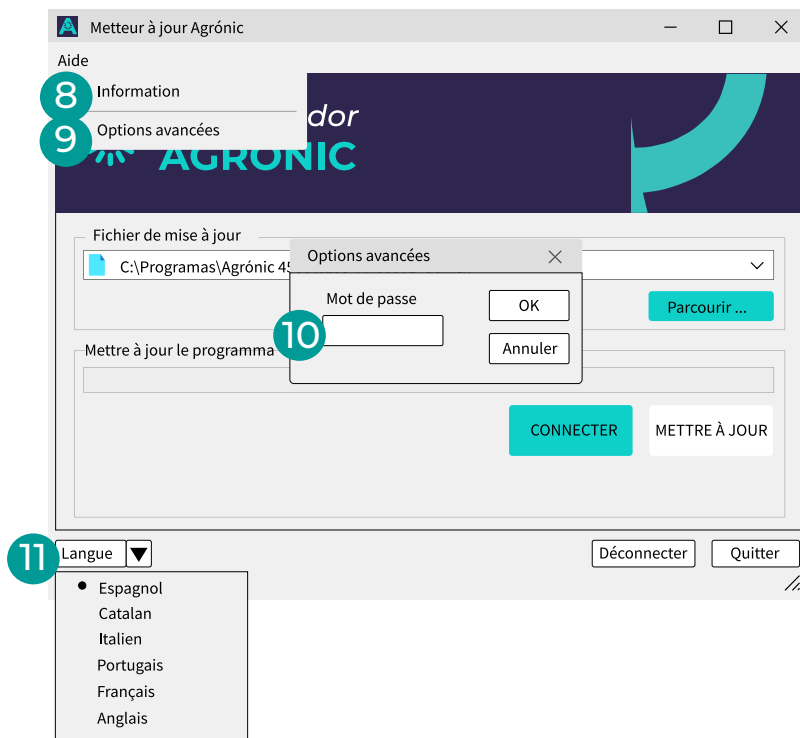 Metteur à jour Agrónic
Aide
8 Information
9 Options avancées
dor
AGRÓNIC
Fichier de mise à jour
C:\Programas\Agrónic 45
Options avancées
Parcourir ...
Mot de passe
OK
10
Annuler
Mettre à jour le programma
CONNECTER
METTRE À JOUR
11 Langue
Déconnecter
Quitter
Espagnol
Catalan
Italien
Portugais
Français
Anglais